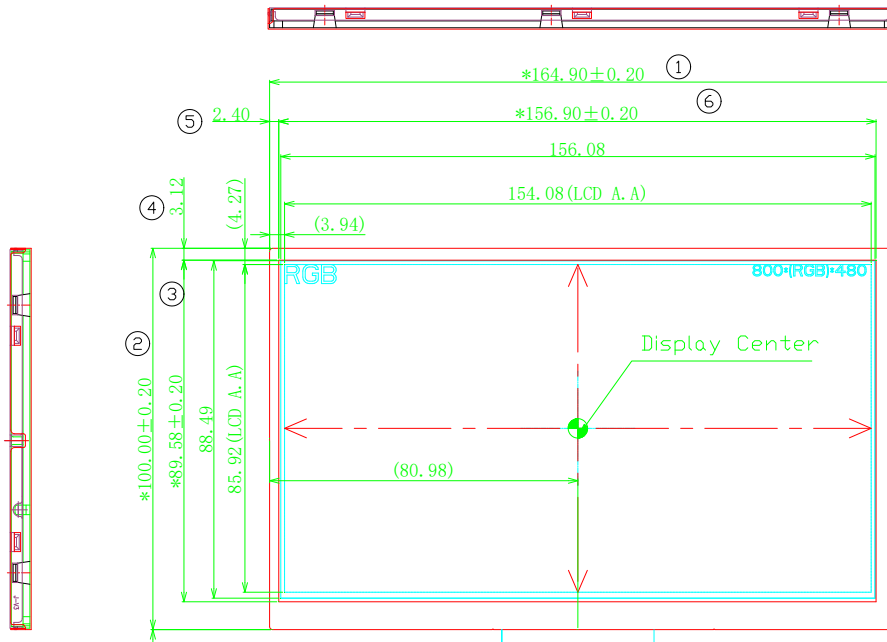 *164.90±0.20 ①
⑥
⑤ 2.40 *156.90±0.20
156.08
④ 3.12 (4.27) 154.08(LCD A.A)
(3.94)
RGB 800*(RGB)*480
③
② Display Center
*100.00±0.20
*89.58±0.20
88.49
85.92(LCD A.A)
(80.98)